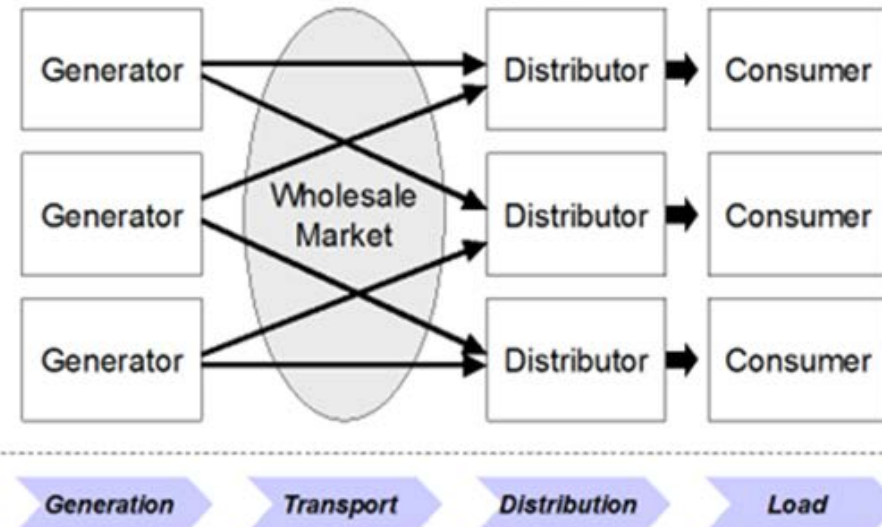 Generator
Distributor
Consumer
Generator
Wholesale
Market
Distributor
Consumer
Generator
Distributor
Consumer
Generation
Transport
Distribution
Load